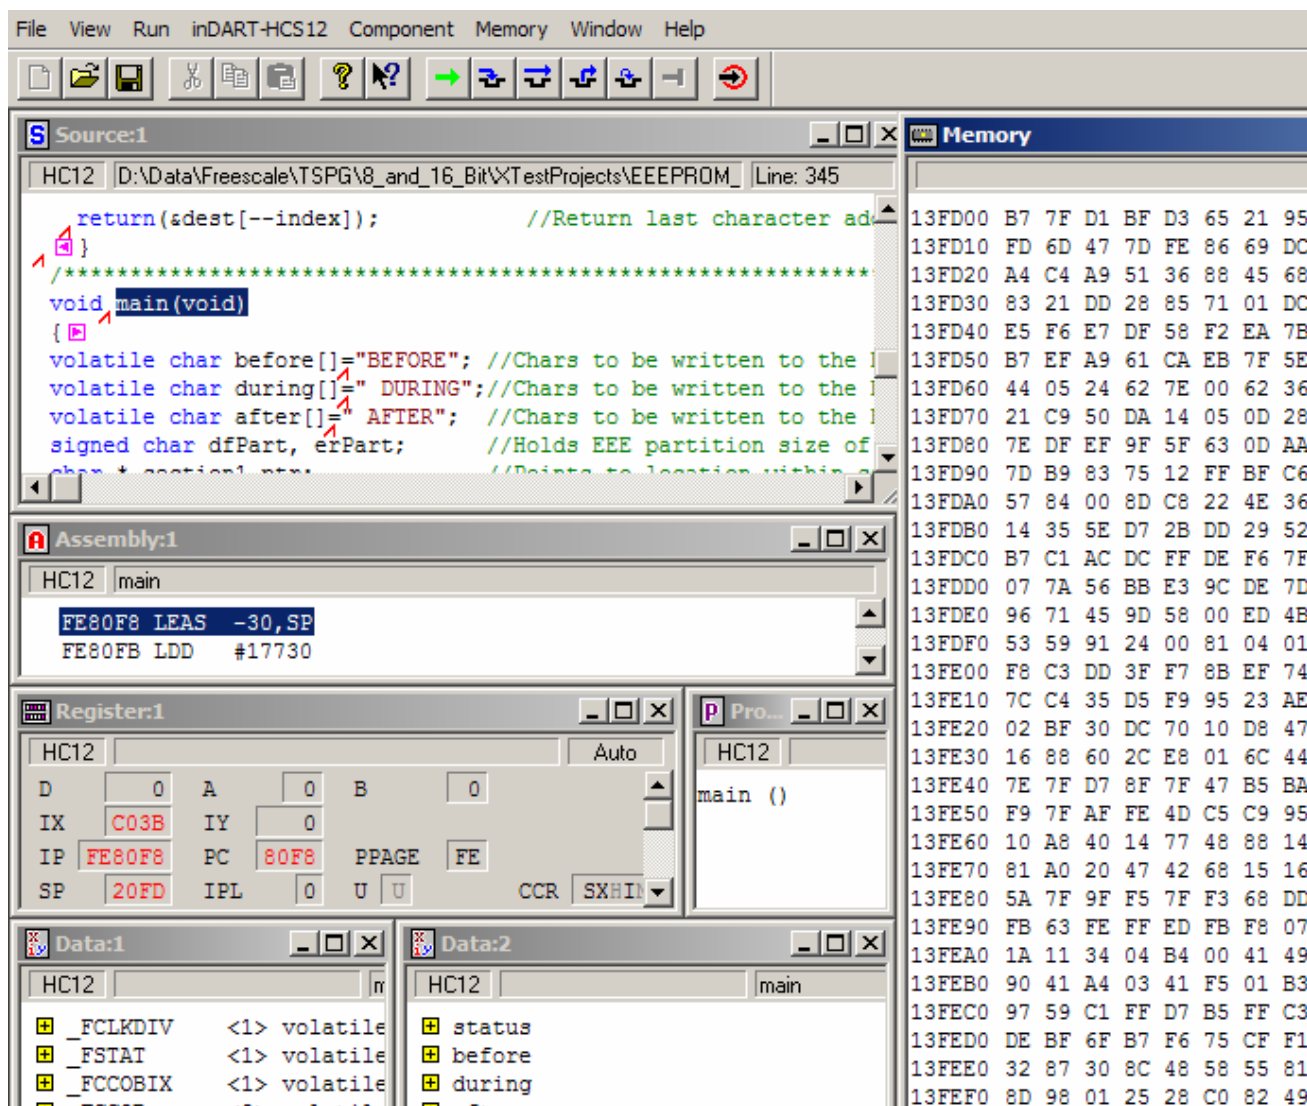 File View Run inDART-HCS12 Component Memory Window Help
Source:1
HC12 D:\Data\Freescale\TSPG\8_and_16_Bit\XTestProjects\EEEPROM_ Line: 345
return(&dest[--index]); //Return last character
}
/**************************************************************
void main(void)
{
volatile char before[]="BEFORE"; //Chars to be written to the
volatile char during[]=" DURING";//Chars to be written to the
volatile char after[]=" AFTER"; //Chars to be written to the
signed char dfPart, erPart; //Holds EEE partition size of
char * section1_ptr; //Points to location within
Assembly:1
HC12 main
FE80F8 LEAS -30,SP
FE80FB LDD #17730
Register:1
HC12 Auto
D 0 A 0 B 0
IX C03B IY 0
IP FE80F8 PC 80F8 PPAGE FE
SP 20FD IPL 0 U U CCR SXHI
Pro...
HC12
main ()
Data:1
HC12
_FCLKDIV <1> volatile
_FSTAT <1> volatile
_FCCOBIX <1> volatile
Data:2
HC12 main
status
before
during
Memory
13FD00 B7 7F D1 BF D3 65 21 95
13FD10 FD 6D 47 7D FE 86 69 DC
13FD20 A4 C4 A9 51 36 88 45 68
13FD30 83 21 DD 28 85 71 01 DC
13FD40 E5 F6 E7 DF 58 F2 EA 7B
13FD50 B7 EF A9 61 CA EB 7F 5E
13FD60 44 05 24 62 7E 00 62 36
13FD70 21 C9 50 DA 14 05 0D 28
13FD80 7E DF EF 9F 5F 63 0D AA
13FD90 7D B9 83 75 12 FF BF C6
13FDA0 57 84 00 8D C8 22 4E 36
13FDB0 14 35 5E D7 2B DD 29 52
13FDC0 B7 C1 AC DC FF DE F6 7F
13FDD0 07 7A 56 BB E3 9C DE 7D
13FDE0 96 71 45 9D 58 00 ED 4B
13FDF0 53 59 91 24 00 81 04 01
13FE00 F8 C3 DD 3F F7 8B EF 74
13FE10 7C C4 35 D5 F9 95 23 AE
13FE20 02 BF 30 DC 70 10 D8 47
13FE30 16 88 60 2C E8 01 6C 44
13FE40 7E 7F D7 8F 7F 47 B5 BA
13FE50 F9 7F AF FE 4D C5 C9 95
13FE60 10 A8 40 14 77 48 88 14
13FE70 81 A0 20 47 42 68 15 16
13FE80 5A 7F 9F F5 7F F3 68 DD
13FE90 FB 63 FE FF ED FB F8 07
13FEA0 1A 11 34 04 B4 00 41 49
13FEB0 90 41 A4 03 41 F5 01 B3
13FEC0 97 59 C1 FF D7 B5 FF C3
13FED0 DE BF 6F B7 F6 75 CF F1
13FEE0 32 87 30 8C 48 58 55 81
13FEF0 8D 98 01 25 28 C0 82 49